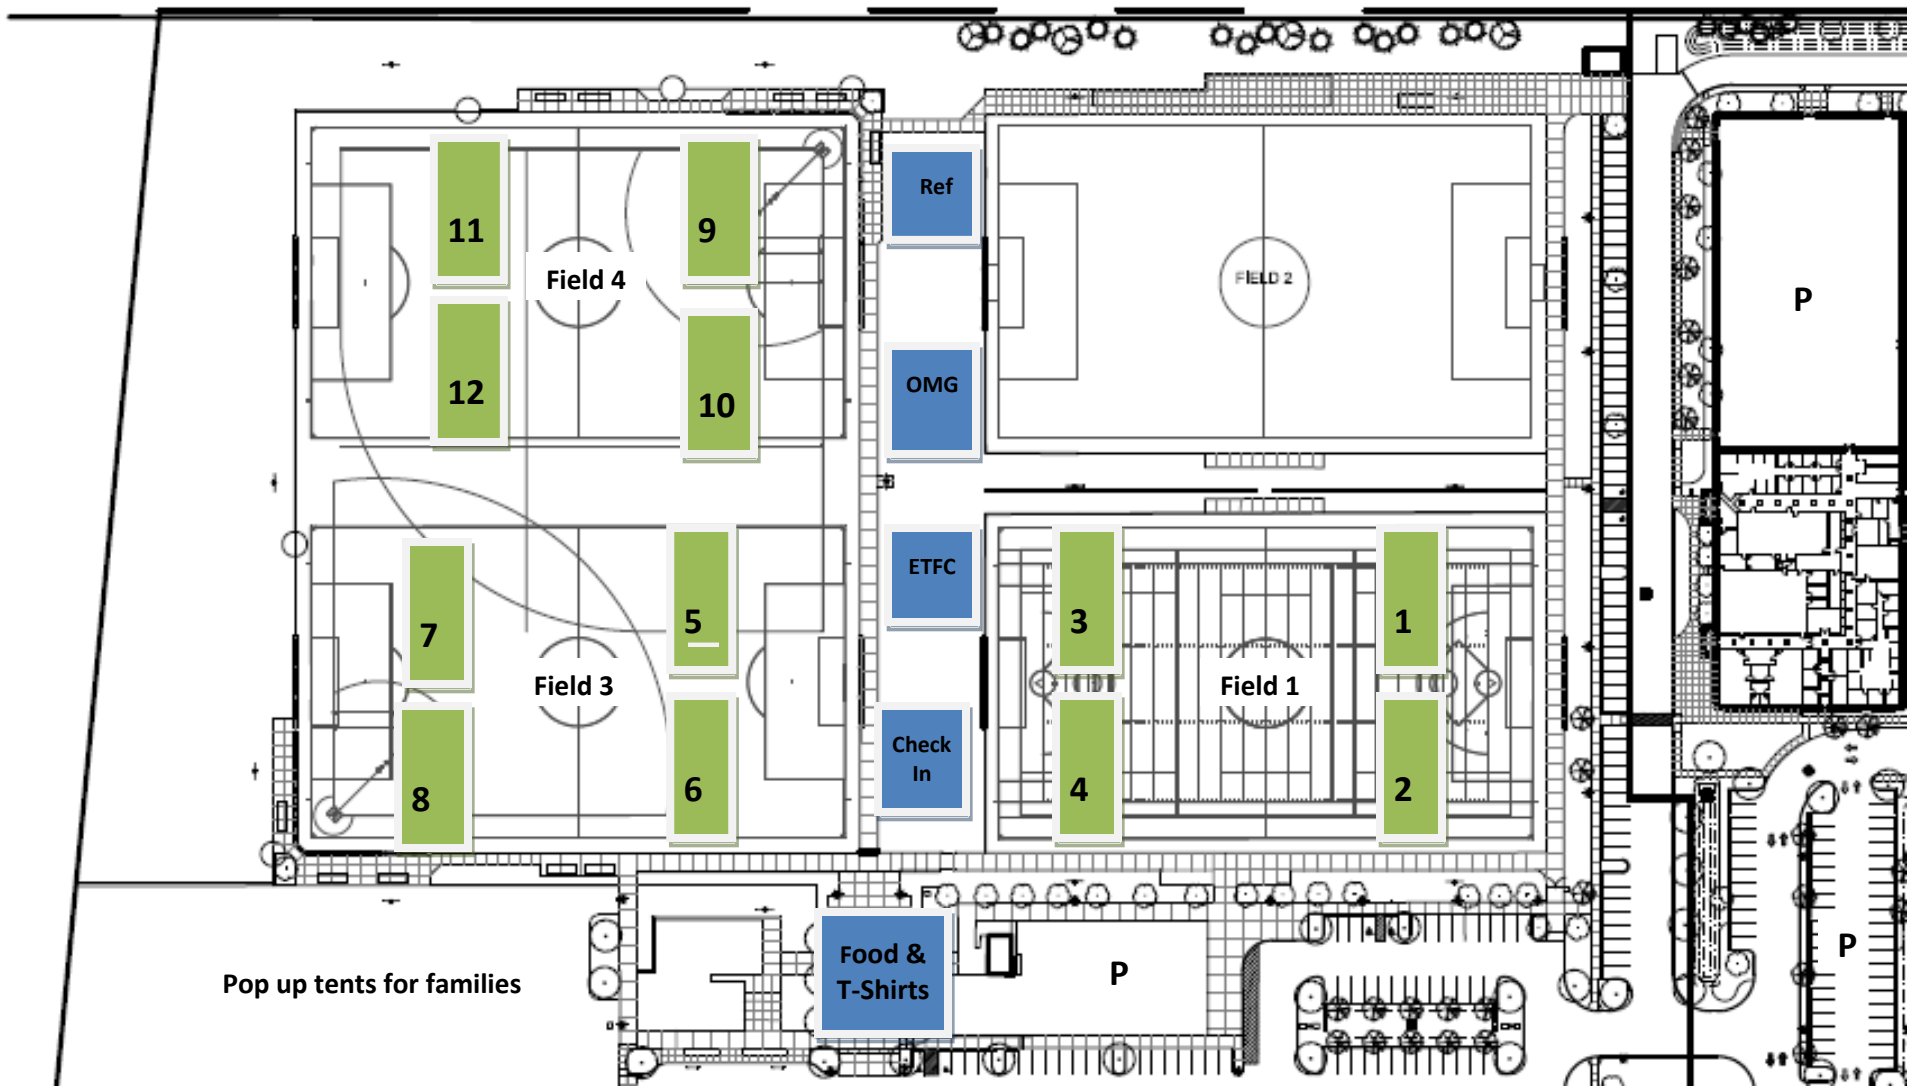 Ref
11
9
Field 4
FIELD 2
P
OMG
12
10
ETFC
3
1
7
5
Field 3
Field 1
Check
In
8
6
4
2
Food &
T-Shirts
P
P
Pop up tents for families